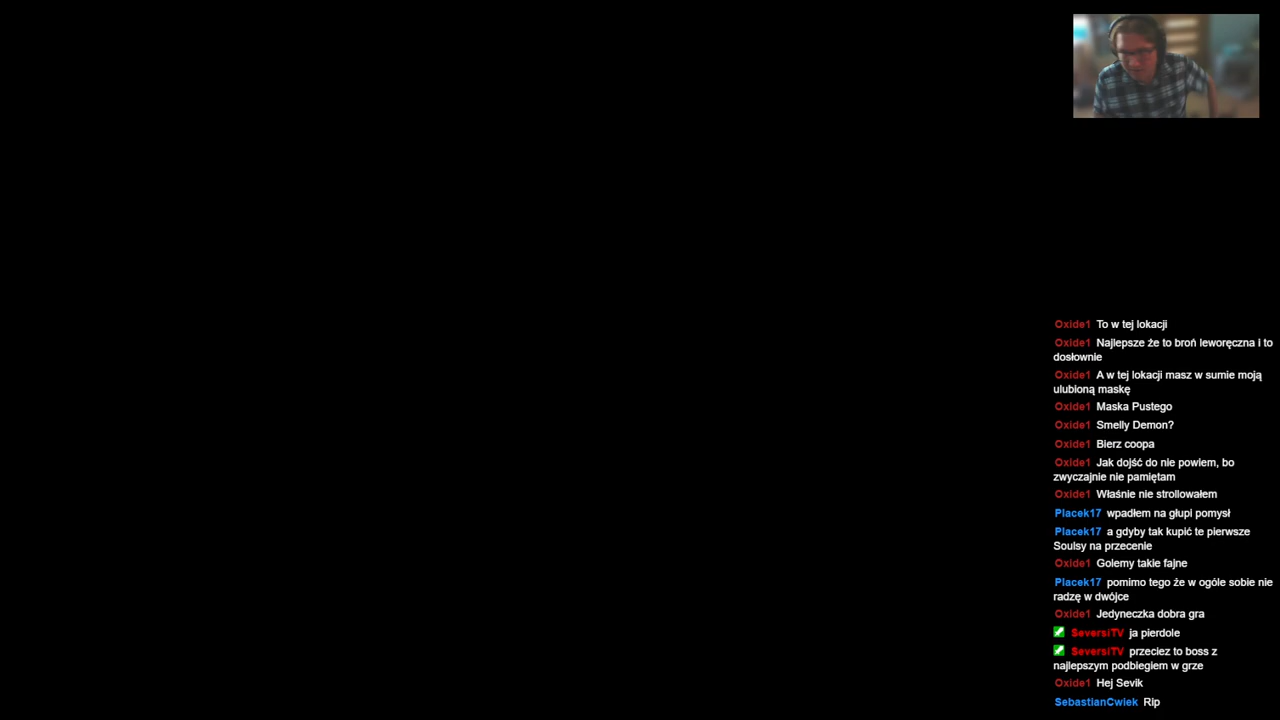 Oxide1 To w tej lokacji
Oxide1 Najlepsze że to broń leworęczna i to
dosłownie
Oxide1 A w tej lokacji masz w sumie moją
ulubioną maskę
Oxide1 Maska Pustego
Oxide1 Smelly Demon?
Oxide1 Bierz coopa
Oxide1 Jak dojść do nie powiem, bo
zwyczajnie nie pamiętam
Oxide1 Właśnie nie strollowałem
Placek17 wpadłem na głupi pomysł
Placek17 a gdyby tak kupić te pierwsze
Soulsy na przecenie
Oxide1 Golemy takie fajne
Placek17 pomimo tego że w ogóle sobie nie
radzę w dwójce
Oxide1 Jedyneczka dobra gra
SeversiTV ja pierdole
SeversiTV przeciez to boss z
najlepszym podbiegiem w grze
Oxide1 Hej Sevik
SebastianCwiek Rip